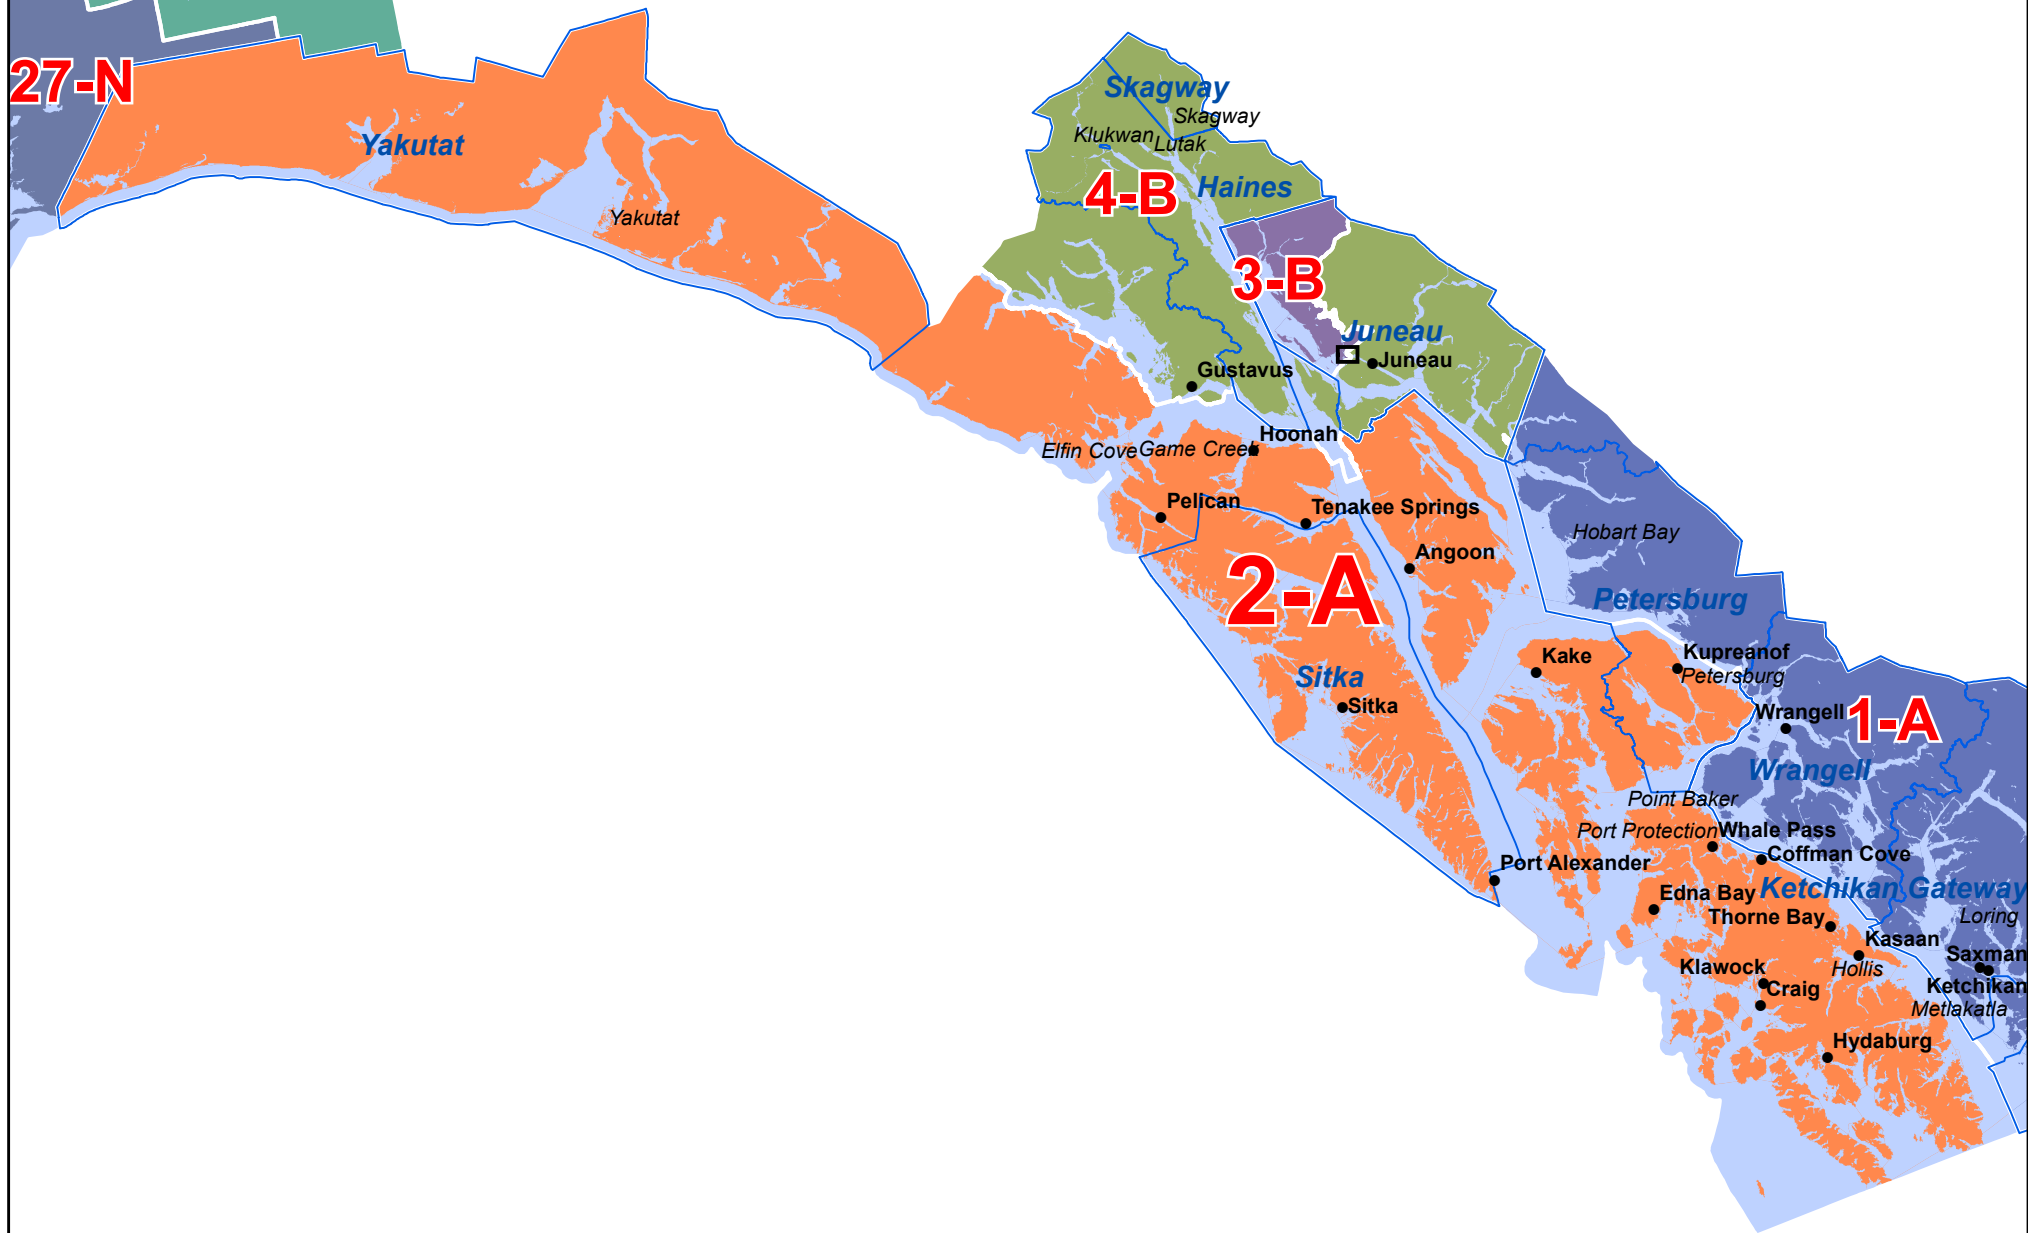 27-N
Yakutat
Yakutat
Skagway
Skagway
Klukwan
Lutak
4-B
Haines
3-B
Juneau
Juneau
Gustavus
Hoonah
Elfin Cove
Game Creek
Pelican
Tenakee Springs
Angoon
Hobart Bay
2-A
Petersburg
Kake
Kupreanof
Petersburg
Sitka
Sitka
Wrangell
1-A
Wrangell
Point Baker
Port Protection
Whale Pass
Coffman Cove
Port Alexander
Edna Bay
Ketchikan Gateway
Thorne Bay
Loring
Kasaan
Saxman
Klawock
Hollis
Craig
Ketchikan
Metlakatla
Hydaburg